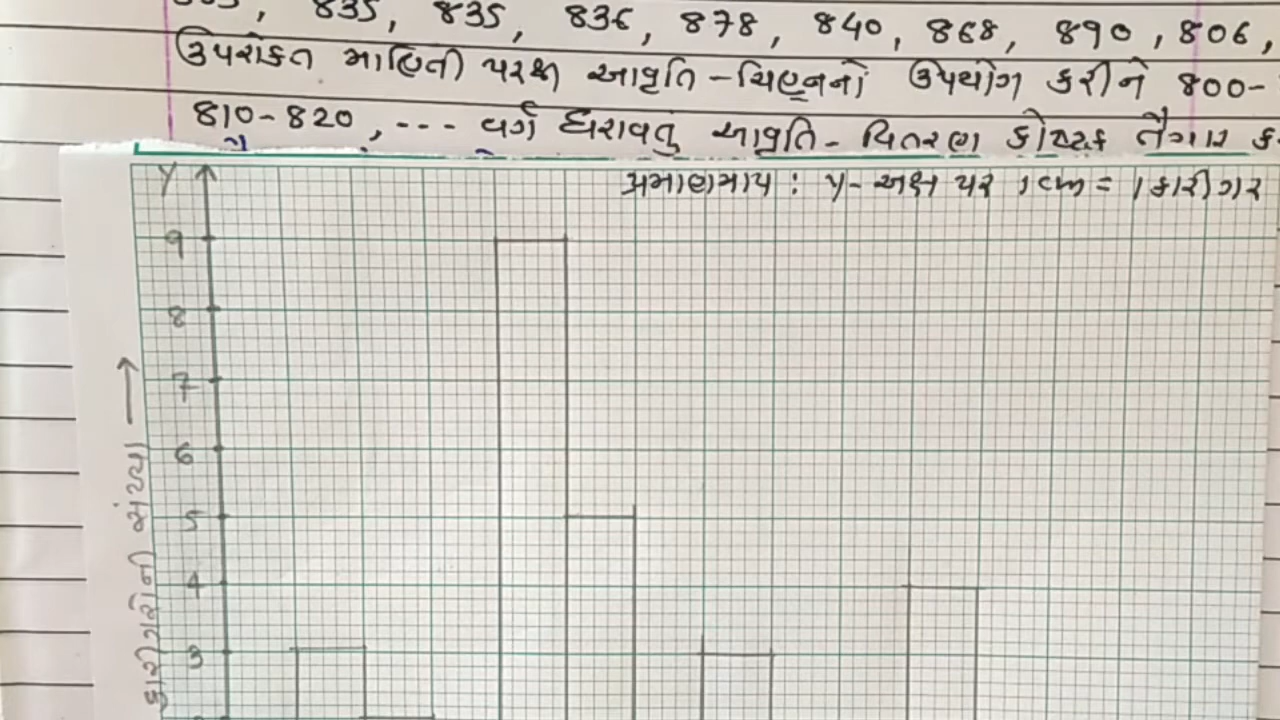 835, 835, 836, 878, 840, 868, 890, 806,
ઉપરોક્ત માહિતી પરથી આવૃત્તિ-ચિહ્નનો ઉપયોગ કરીને 800-
810-820, --- વર્ગ ધરાવતું આવૃત્તિ-વિતરણ કોષ્ટક તૈયાર
Y પ્રમાણમાપ : Y-અક્ષ પર 1cm = 1 કારીગર
9
8
7
6
5
4
3
કારીગરોની સંખ્યા →